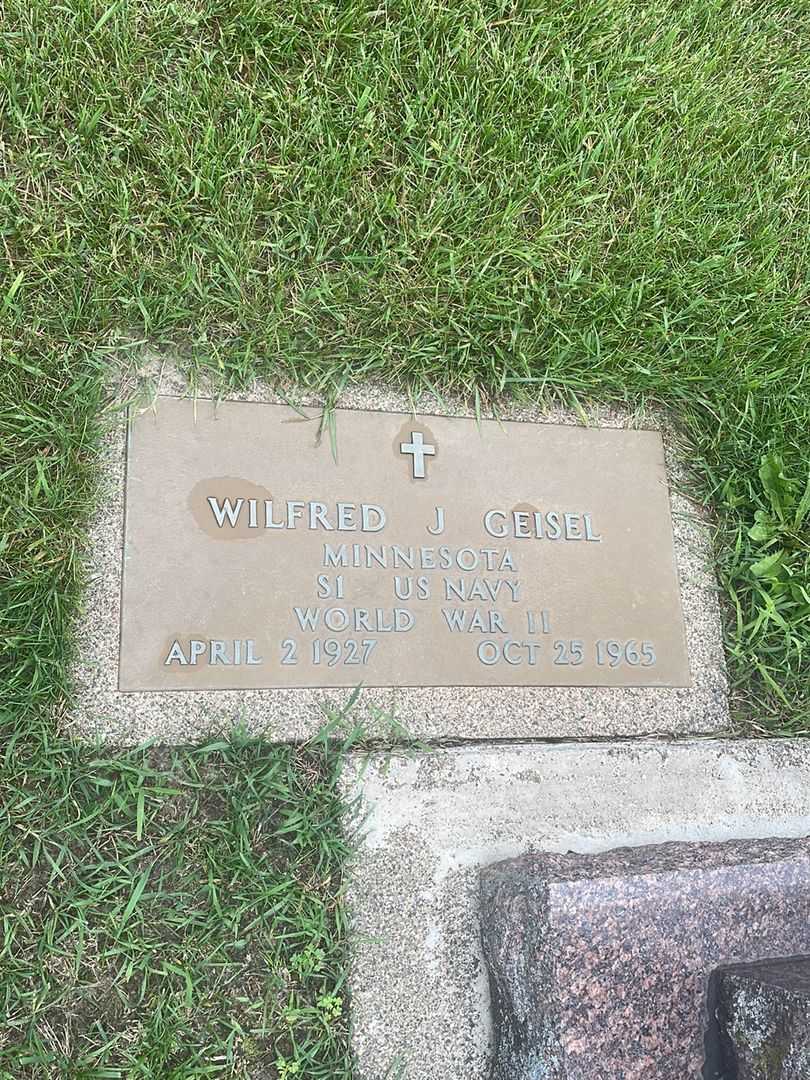 WILFRED J GEISEL
MINNESOTA
S1 US NAVY
WORLD WAR II
APRIL 2 1927 OCT 25 1965